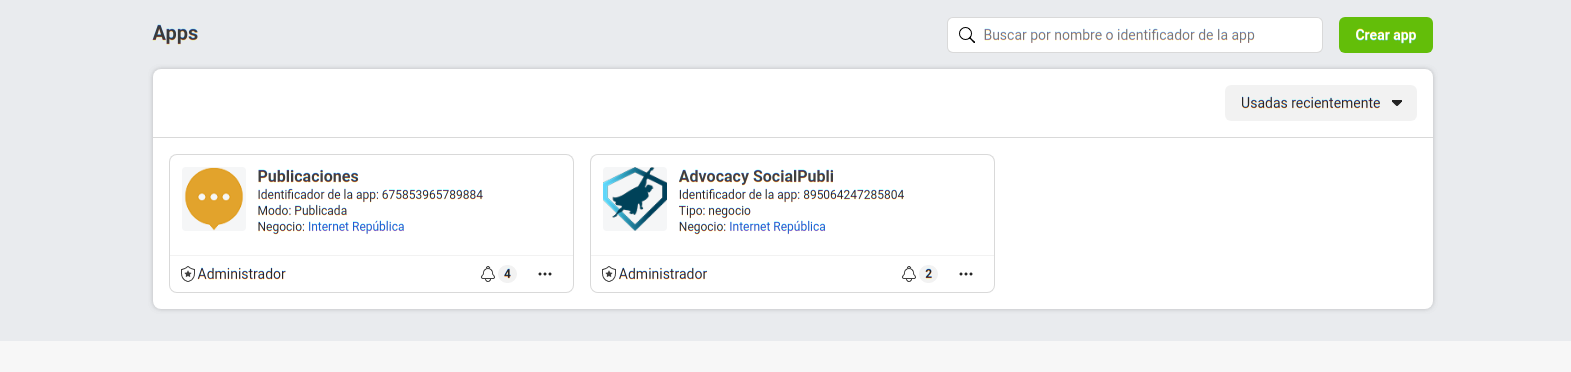 Apps
Buscar por nombre o identificador de la app
Crear app
Usadas recientemente
Publicaciones
Identificador de la app: 675853965789884
Modo: Publicada
Negocio: Internet República
Administrador
4
Advocacy SocialPubli
Identificador de la app: 895064247285804
Tipo: negocio
Negocio: Internet República
Administrador
2